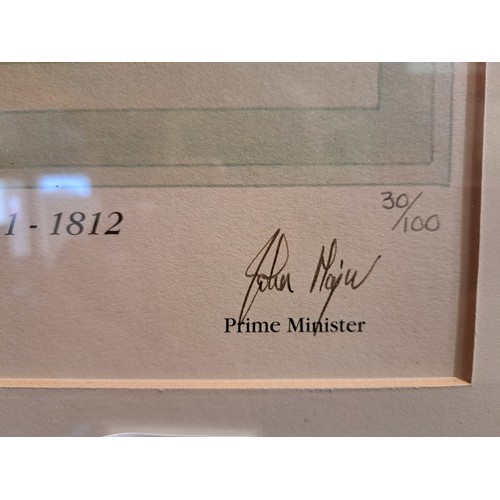 30/100
1 - 1812
John Major
Prime Minister